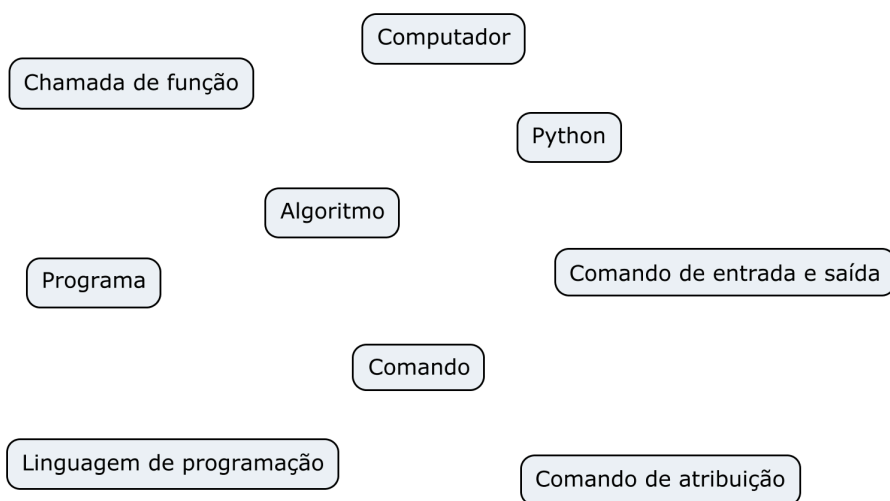 Computador
Chamada de função
Python
Algoritmo
Comando de entrada e saída
Programa
Comando
Linguagem de programação
Comando de atribuição